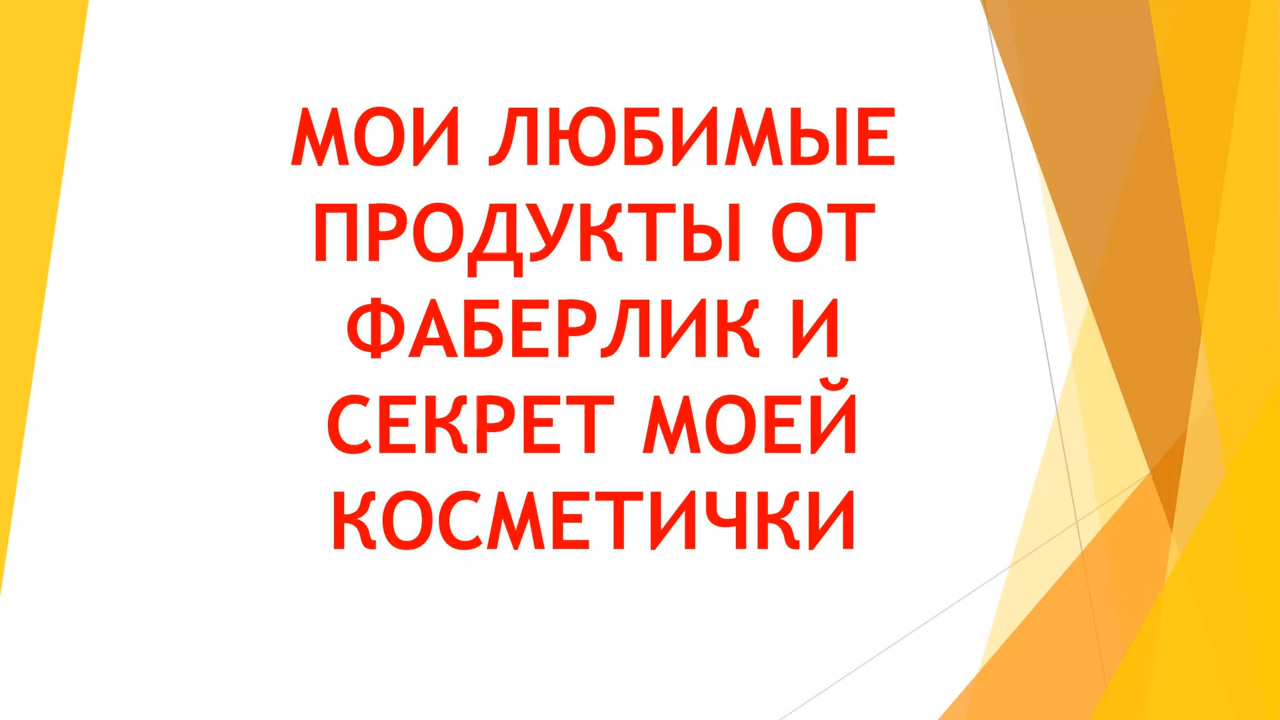 МОИ ЛЮБИМЫЕ
ПРОДУКТЫ ОТ
ФАБЕРЛИК И
СЕКРЕТ МОЕЙ
КОСМЕТИЧКИ